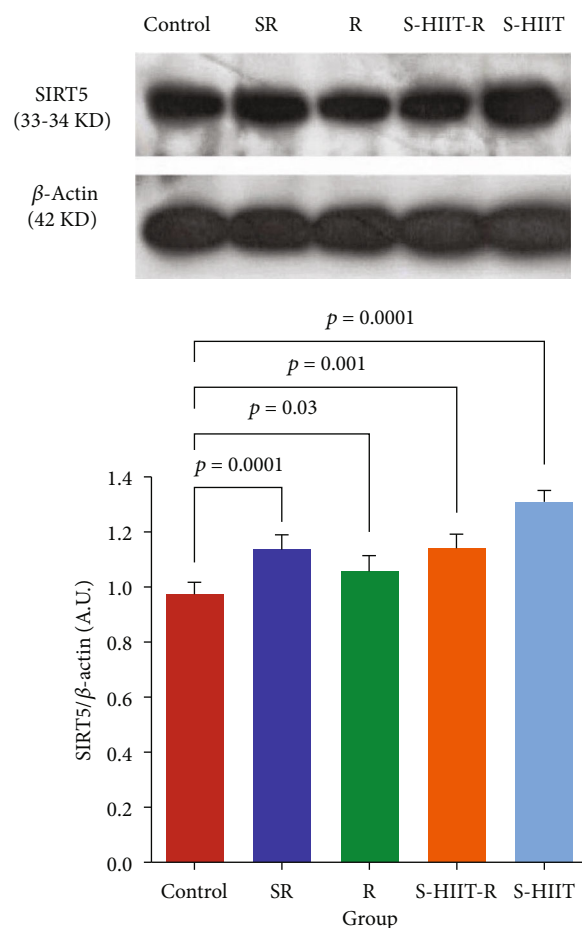 Control SR R S-HIIT-R S-HIIT
SIRT5
(33-34 KD)
β-Actin
(42 KD)
p = 0.0001
p = 0.001
p = 0.03
p = 0.0001
1.4
1.2
1.0
0.8
0.6
0.4
0.2
0.0
SIRT5/β-actin (A.U.)
Control SR R S-HIIT-R S-HIIT
Group